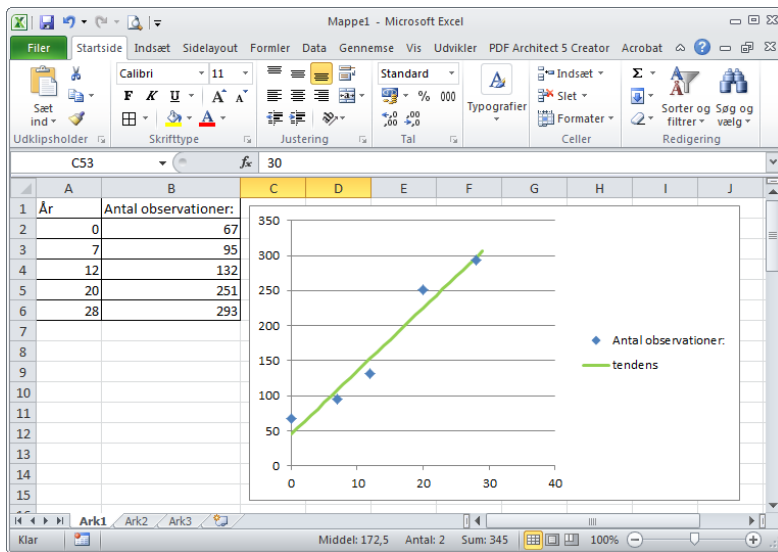 Mappe1 - Microsoft Excel
Filer Startside Indsæt Sidelayout Formler Data Gennemse Vis Udvikler PDF Architect 5 Creator Acrobat
Sæt ind
Udklipsholder
Calibri 11
F K U A A
A
Skrifttype
Justering
Standard
% 000
,00 ,0
,00 ,0
Tal
Typografier
Indsæt
Slet
Formater
Celler
Σ
Sorter og filtrer
Søg og vælg
Redigering
C53 fx 30
A B C D E F G H I J
1 År Antal observationer:
2 0 67
3 7 95
4 12 132
5 20 251
6 28 293
7
8
9
10
11
12
13
14
15
350
300
250
200
150
100
50
0
0 10 20 30 40
Antal observationer:
tendens
Ark1 Ark2 Ark3
Klar Middel: 172,5 Antal: 2 Sum: 345 100%